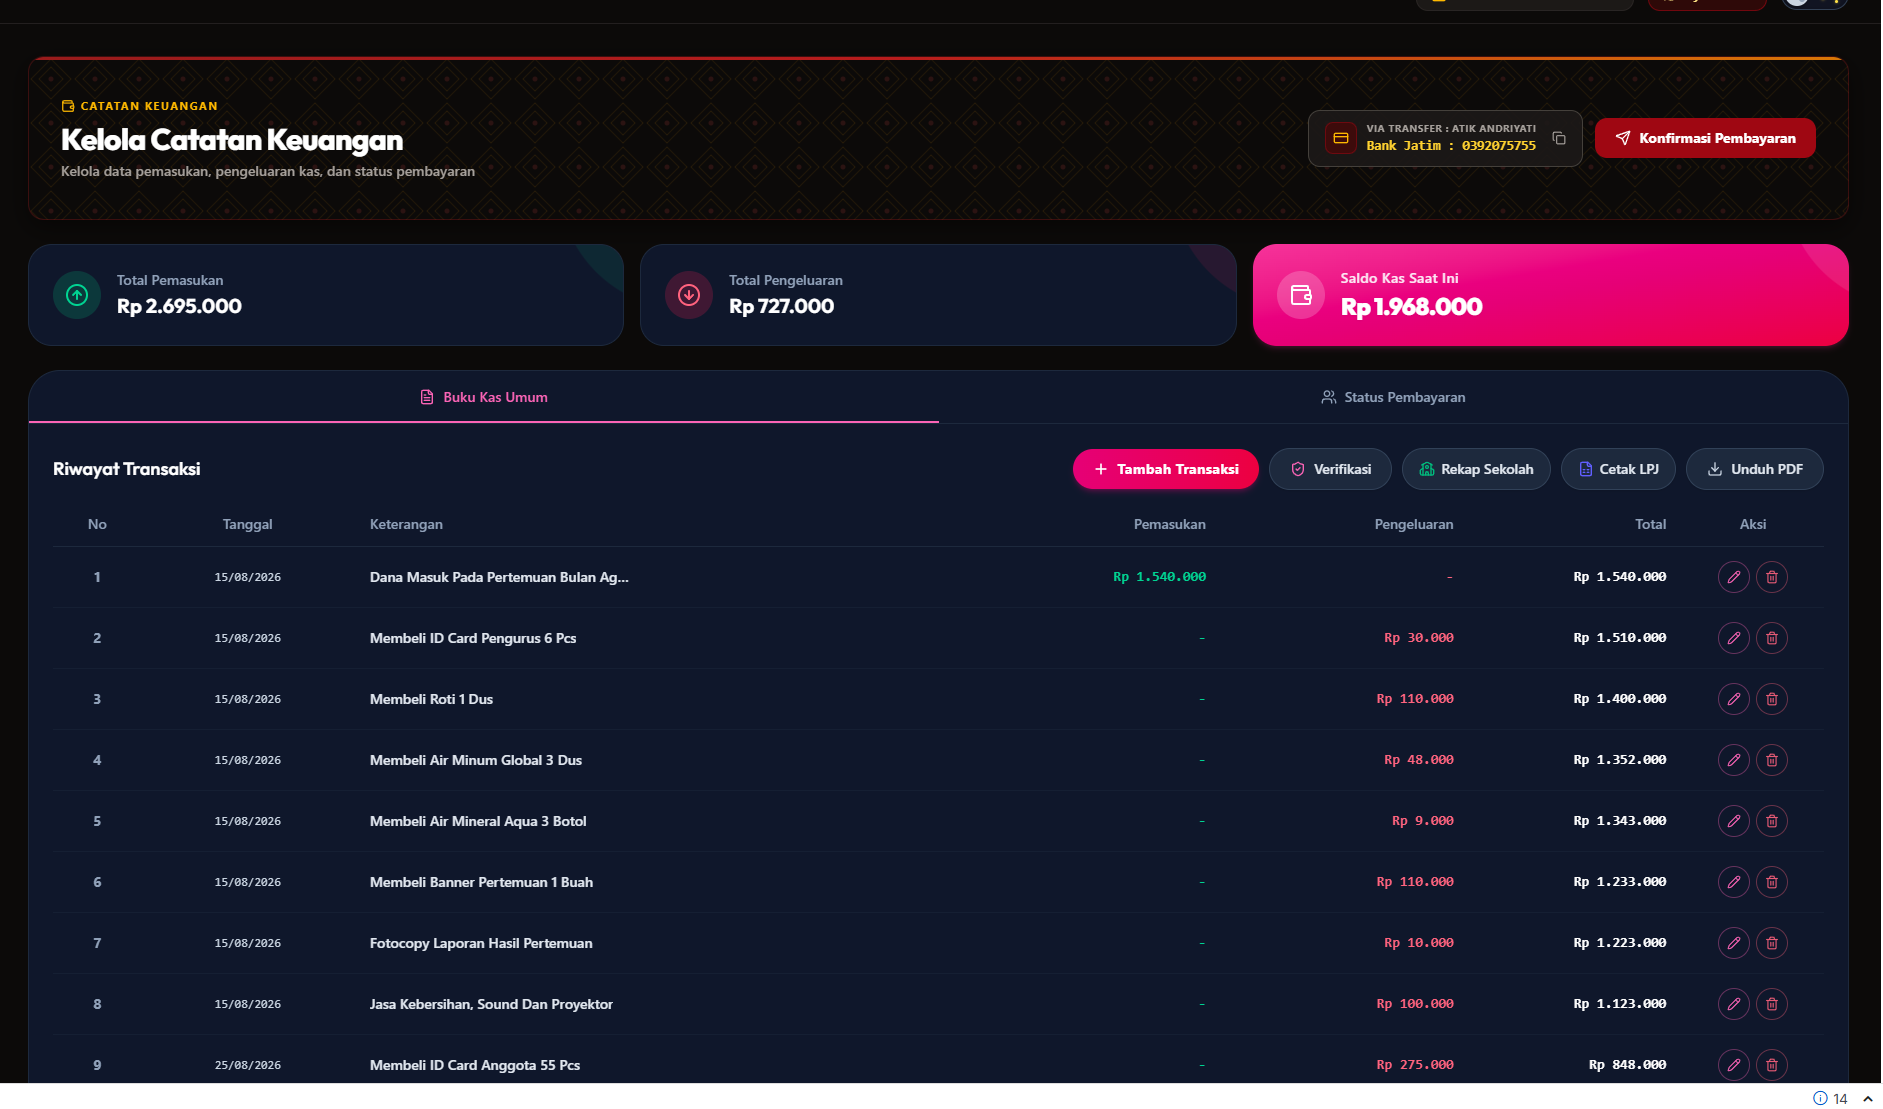 CATATAN KEUANGAN
Kelola Catatan Keuangan
Kelola data pemasukan, pengeluaran kas, dan status pembayaran
VIA TRANSFER : ATIK ANDRIYATI
Bank Jatim : 0392075755
Konfirmasi Pembayaran
Total Pemasukan
Rp 2.695.000
Total Pengeluaran
Rp 727.000
Saldo Kas Saat Ini
Rp 1.968.000
Buku Kas Umum
Status Pembayaran
Riwayat Transaksi
Tambah Transaksi
Verifikasi
Rekap Sekolah
Cetak LPJ
Unduh PDF
No Tanggal Keterangan Pemasukan Pengeluaran Total Aksi
1 15/08/2026 Dana Masuk Pada Pertemuan Bulan Ag... Rp 1.540.000 - Rp 1.540.000
2 15/08/2026 Membeli ID Card Pengurus 6 Pcs - Rp 30.000 Rp 1.510.000
3 15/08/2026 Membeli Roti 1 Dus - Rp 110.000 Rp 1.400.000
4 15/08/2026 Membeli Air Minum Global 3 Dus - Rp 48.000 Rp 1.352.000
5 15/08/2026 Membeli Air Mineral Aqua 3 Botol - Rp 9.000 Rp 1.343.000
6 15/08/2026 Membeli Banner Pertemuan 1 Buah - Rp 110.000 Rp 1.233.000
7 15/08/2026 Fotocopy Laporan Hasil Pertemuan - Rp 10.000 Rp 1.223.000
8 15/08/2026 Jasa Kebersihan, Sound Dan Proyektor - Rp 100.000 Rp 1.123.000
9 25/08/2026 Membeli ID Card Anggota 55 Pcs - Rp 275.000 Rp 848.000
14